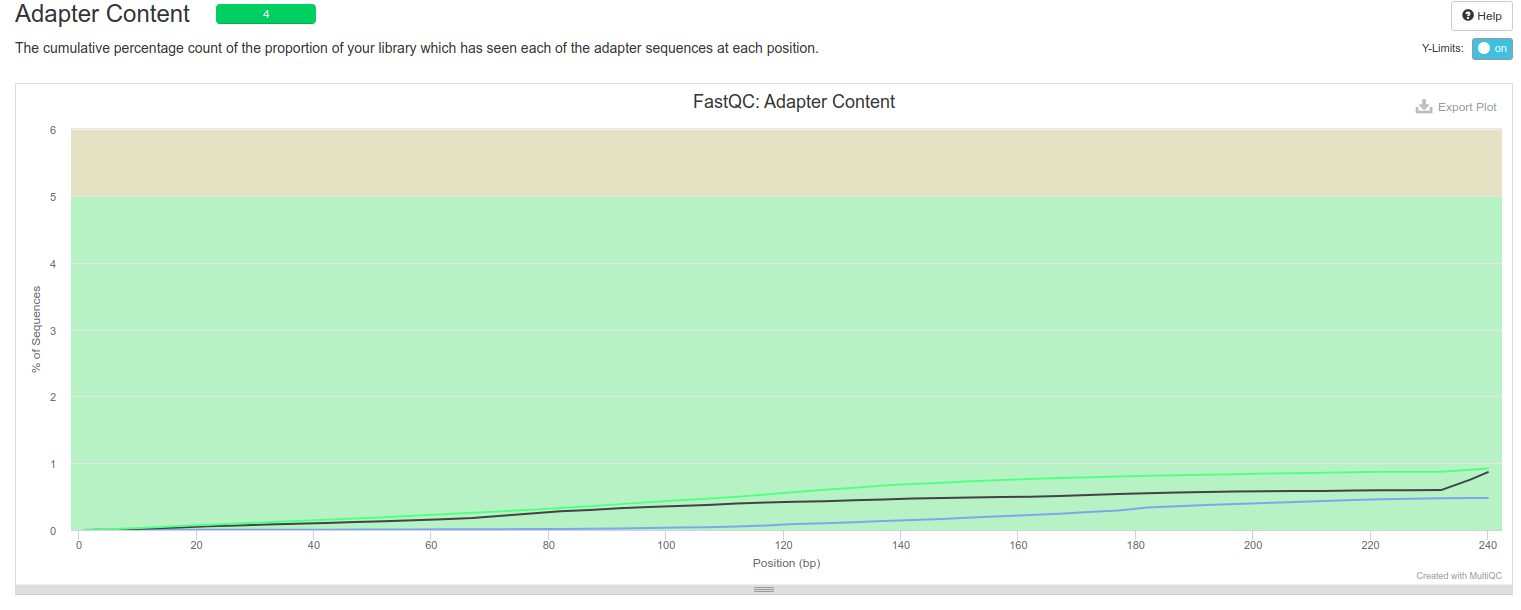 Adapter Content 4
Help
The cumulative percentage count of the proportion of your library which has seen each of the adapter sequences at each position.
Y-Limits: on
FastQC: Adapter Content
Export Plot
6
5
4
3
2
1
0
% of Sequences
0 20 40 60 80 100 120 140 160 180 200 220 240
Position (bp)
Created with MultiQC